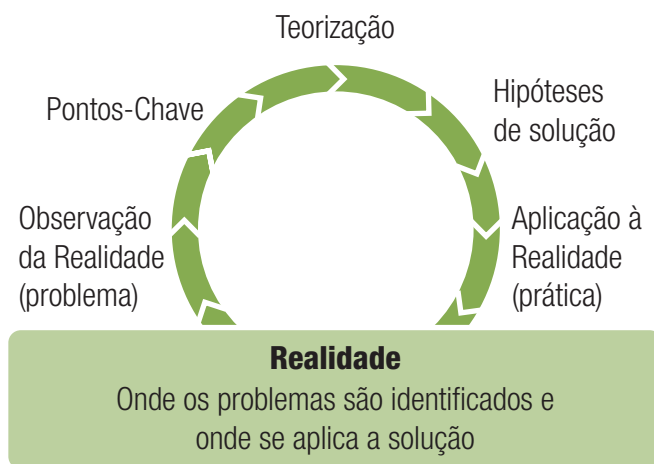 Teorização
Pontos-Chave
Hipóteses
de solução
Observação
da Realidade
(problema)
Aplicação à
Realidade
(prática)
Realidade
Onde os problemas são identificados e
onde se aplica a solução